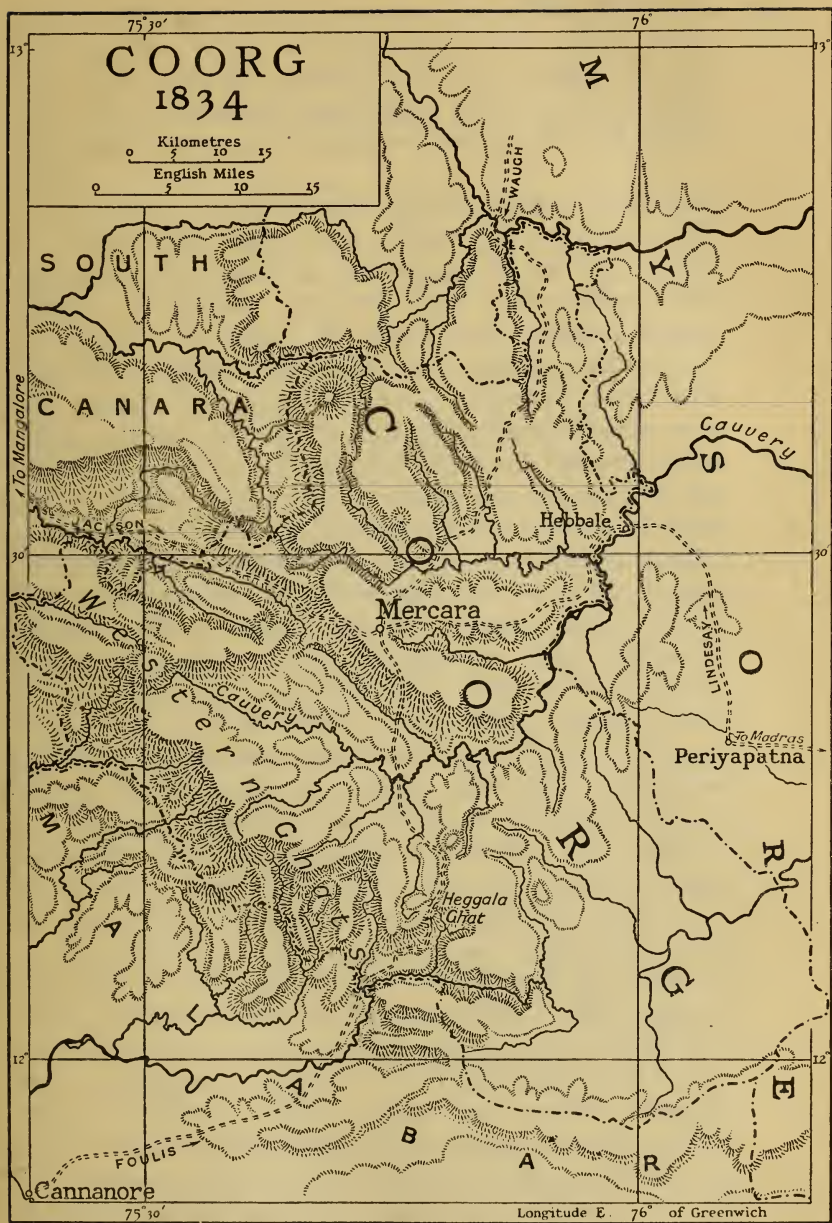 75°30'
76°
13°
13°
COORG
1834
Kilometres
0 5 10 15
English Miles
0 5 10 15
WAUGH
MYSORE
SOUTH
CANARA
To Mangalore
JACKSON
COORG
Cauvery
Hebbale
30'
30'
Mercara
Western Ghats
Cauvery
LINDESAY
To Madras
Periyapatna
Heggala
Ghat
MALABAR
12°
12°
FOULIS
Cannanore
75°30'
Longitude E. 76° of Greenwich